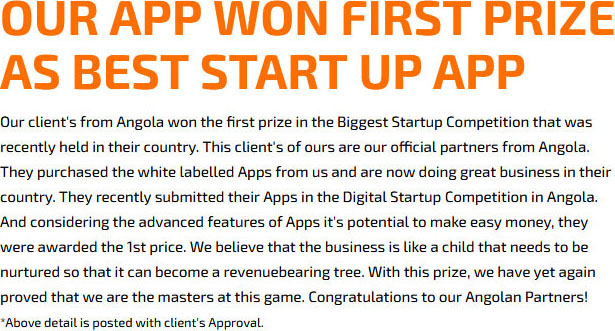 OUR APP WON FIRST PRIZE
AS BEST START UP APP
Our client's from Angola won the first prize in the Biggest Startup Competition that was
recently held in their country. This client's of ours are our official partners from Angola.
They purchased the white labelled Apps from us and are now doing great business in their
country. They recently submitted their Apps in the Digital Startup Competition in Angola.
And considering the advanced features of Apps it's potential to make easy money, they
were awarded the 1st price. We believe that the business is like a child that needs to be
nurtured so that it can become a revenuebearing tree. With this prize, we have yet again
proved that we are the masters at this game. Congratulations to our Angolan Partners!
*Above detail is posted with client's Approval.